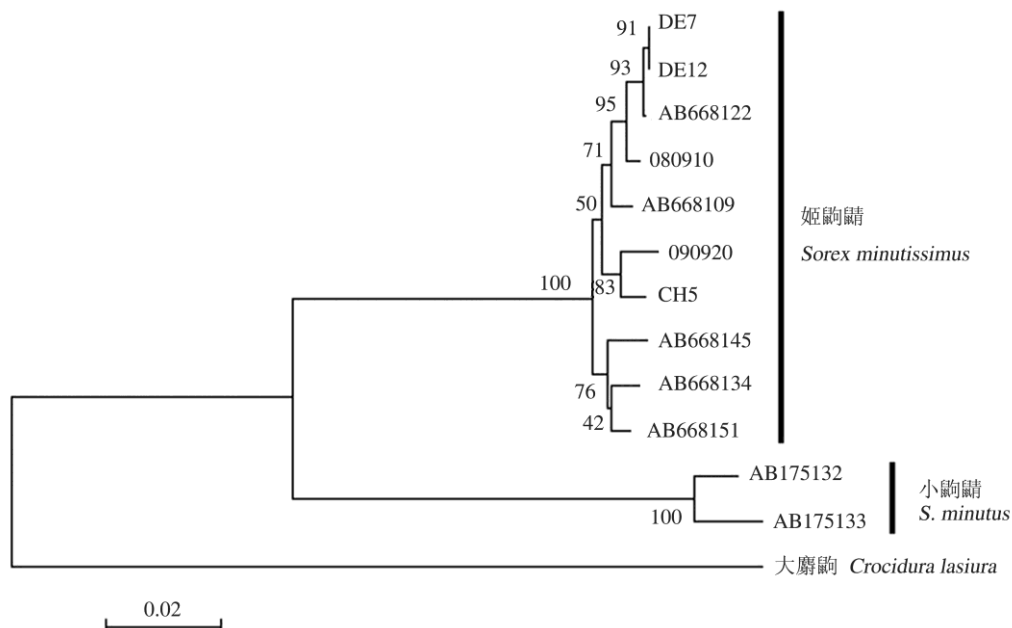 91
DE7
DE12
93
AB668122
95
080910
71
AB668109
50
090920
83
CH5
100
AB668145
76
AB668134
42
AB668151
姬鼩鼱
Sorex minutissimus
AB175132
100
AB175133
小鼩鼱
S. minutus
大麝鼩 Crocidura lasiura
0.02